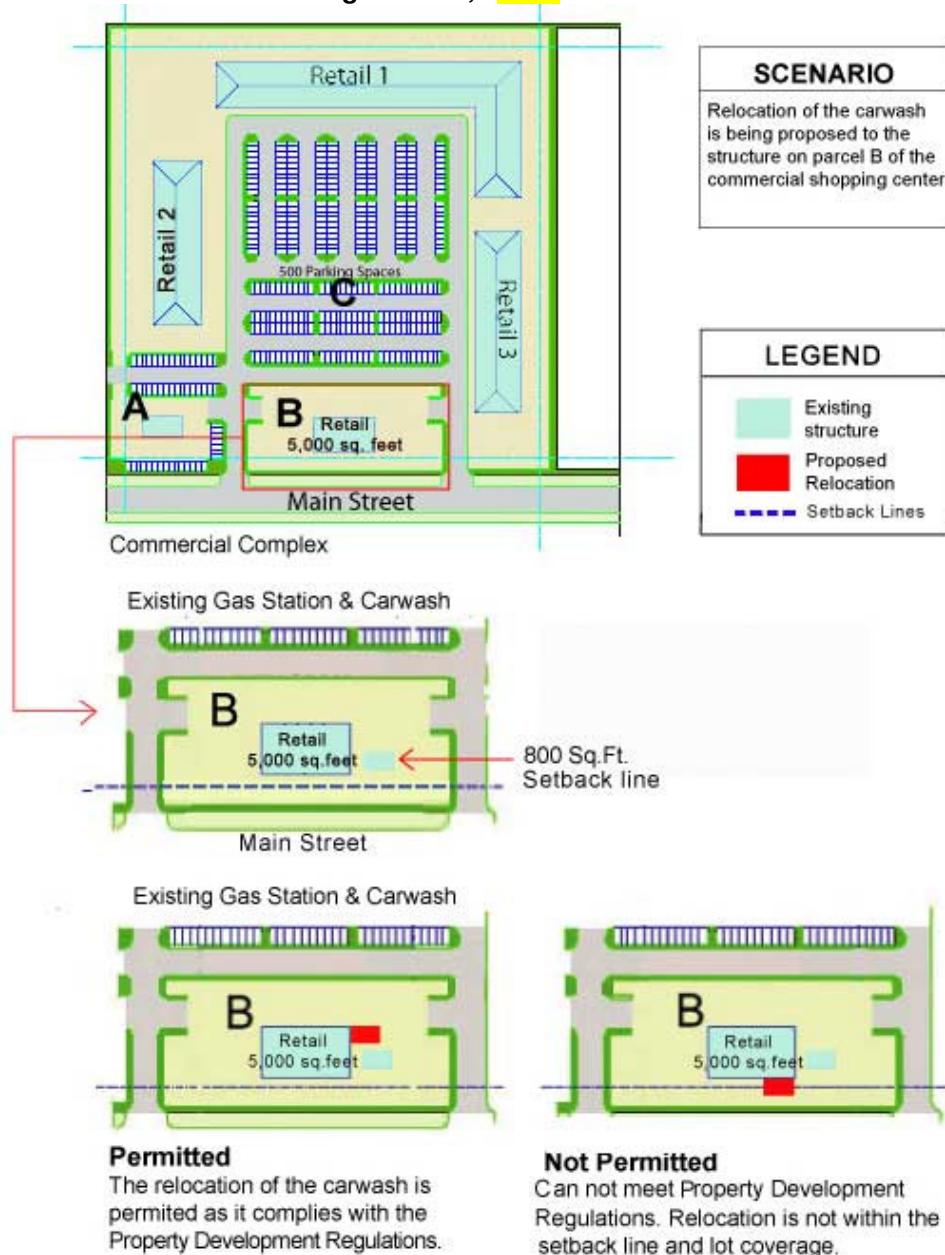 Retail 1
SCENARIO
Relocation of the carwash
is being proposed to the
structure on parcel B of the
commercial shopping center
Retail 2
500 Parking Spaces
C
Retail 3
A
B
Retail
5,000 sq. feet
Main Street
LEGEND
Existing
structure
Proposed
Relocation
Setback Lines
Commercial Complex
Existing Gas Station & Carwash
B
Retail
5,000 sq.feet
800 Sq.Ft.
Setback line
Main Street
Existing Gas Station & Carwash
B
Retail
5,000 sq.feet
B
Retail
5,000 sq.feet
Permitted
The relocation of the carwash is
permited as it complies with the
Property Development Regulations.
Not Permitted
Can not meet Property Development
Regulations. Relocation is not within the
setback line and lot coverage.